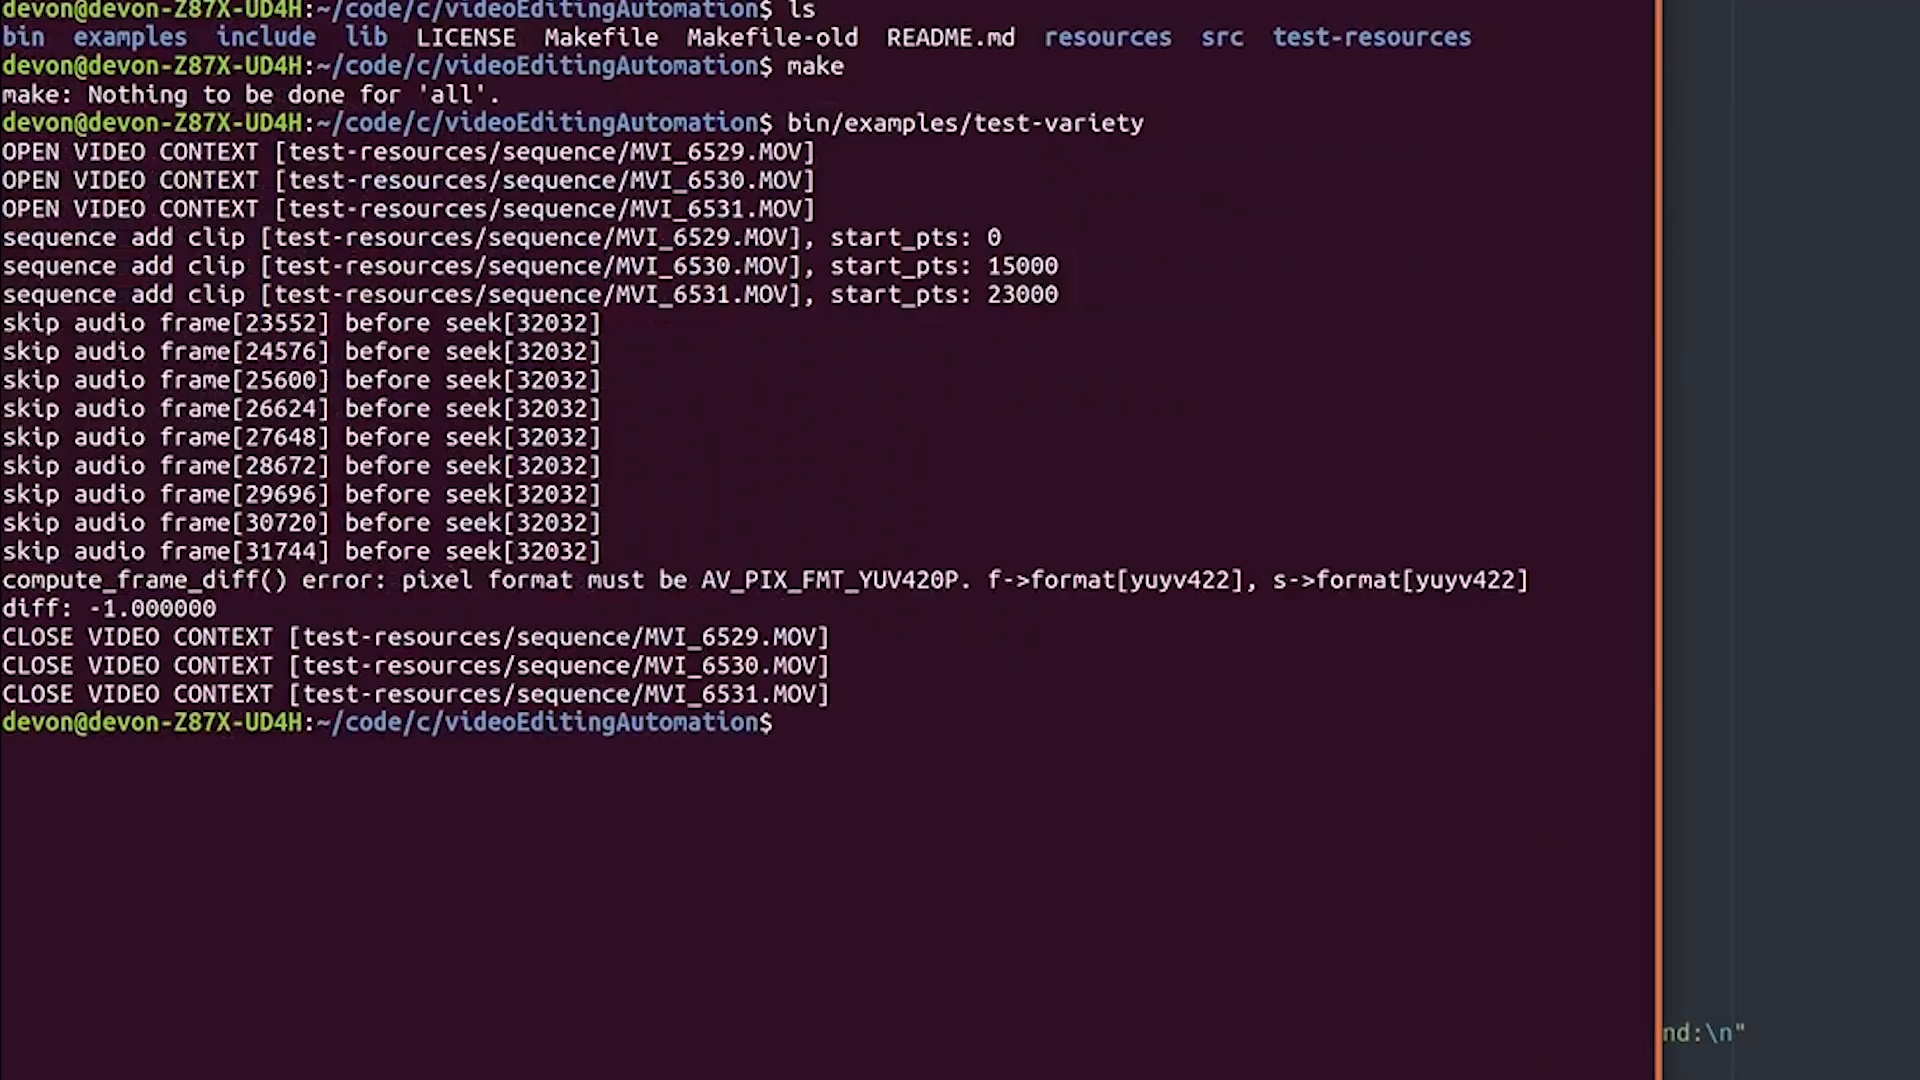 devon@devon-Z87X-UD4H:~/code/c/videoEditingAutomation$ ls
bin  examples  include  lib  LICENSE  Makefile  Makefile-old  README.md  resources  src  test-resources
devon@devon-Z87X-UD4H:~/code/c/videoEditingAutomation$ make
make: Nothing to be done for 'all'.
devon@devon-Z87X-UD4H:~/code/c/videoEditingAutomation$ bin/examples/test-variety
OPEN VIDEO CONTEXT [test-resources/sequence/MVI_6529.MOV]
OPEN VIDEO CONTEXT [test-resources/sequence/MVI_6530.MOV]
OPEN VIDEO CONTEXT [test-resources/sequence/MVI_6531.MOV]
sequence add clip [test-resources/sequence/MVI_6529.MOV], start_pts: 0
sequence add clip [test-resources/sequence/MVI_6530.MOV], start_pts: 15000
sequence add clip [test-resources/sequence/MVI_6531.MOV], start_pts: 23000
skip audio frame[23552] before seek[32032]
skip audio frame[24576] before seek[32032]
skip audio frame[25600] before seek[32032]
skip audio frame[26624] before seek[32032]
skip audio frame[27648] before seek[32032]
skip audio frame[28672] before seek[32032]
skip audio frame[29696] before seek[32032]
skip audio frame[30720] before seek[32032]
skip audio frame[31744] before seek[32032]
compute_frame_diff() error: pixel format must be AV_PIX_FMT_YUV420P. f->format[yuyv422], s->format[yuyv422]
diff: -1.000000
CLOSE VIDEO CONTEXT [test-resources/sequence/MVI_6529.MOV]
CLOSE VIDEO CONTEXT [test-resources/sequence/MVI_6530.MOV]
CLOSE VIDEO CONTEXT [test-resources/sequence/MVI_6531.MOV]
devon@devon-Z87X-UD4H:~/code/c/videoEditingAutomation$
nd:\n"